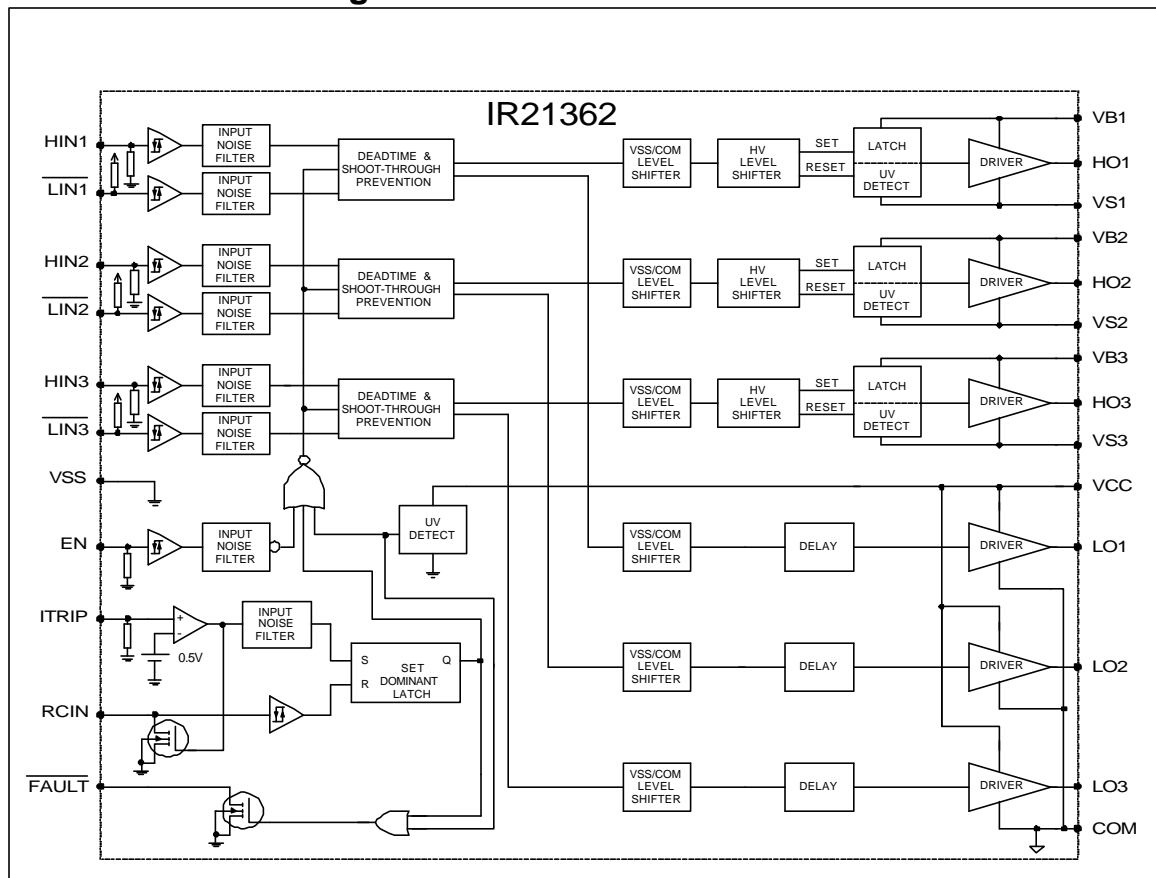 g
IR21362
HIN1
INPUT
NOISE
FILTER
LIN1
INPUT
NOISE
FILTER
DEADTIME &
SHOOT-THROUGH
PREVENTION
VSS/COM
LEVEL
SHIFTER
HV
LEVEL
SHIFTER
SET
RESET
LATCH
UV
DETECT
DRIVER
VB1
HO1
VS1
HIN2
INPUT
NOISE
FILTER
LIN2
INPUT
NOISE
FILTER
DEADTIME &
SHOOT-THROUGH
PREVENTION
VSS/COM
LEVEL
SHIFTER
HV
LEVEL
SHIFTER
SET
RESET
LATCH
UV
DETECT
DRIVER
VB2
HO2
VS2
HIN3
INPUT
NOISE
FILTER
LIN3
INPUT
NOISE
FILTER
DEADTIME &
SHOOT-THROUGH
PREVENTION
VSS/COM
LEVEL
SHIFTER
HV
LEVEL
SHIFTER
SET
RESET
LATCH
UV
DETECT
DRIVER
VB3
HO3
VS3
VSS
VCC
EN
INPUT
NOISE
FILTER
UV
DETECT
VSS/COM
LEVEL
SHIFTER
DELAY
DRIVER
LO1
ITRIP
+
-
0.5V
INPUT
NOISE
FILTER
S
R
Q
SET
DOMINANT
LATCH
VSS/COM
LEVEL
SHIFTER
DELAY
DRIVER
LO2
RCIN
FAULT
VSS/COM
LEVEL
SHIFTER
DELAY
DRIVER
LO3
COM